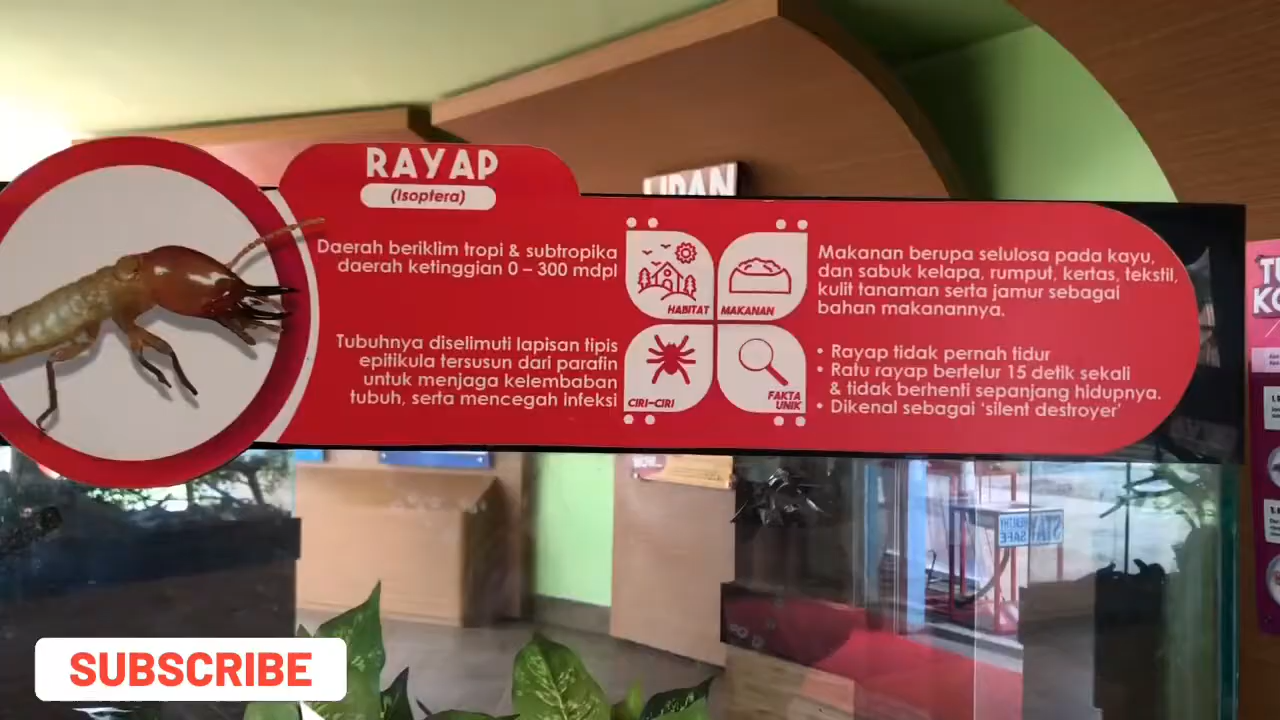 RAYAP
(Isoptera)
Daerah beriklim tropi & subtropika
daerah ketinggian 0 – 300 mdpl
HABITAT
MAKANAN
Makanan berupa selulosa pada kayu,
dan sabuk kelapa, rumput, kertas, tekstil,
kulit tanaman serta jamur sebagai
bahan makanannya.
Tubuhnya diselimuti lapisan tipis
epitikula tersusun dari parafin
untuk menjaga kelembaban
tubuh, serta mencegah infeksi
CIRI-CIRI
FAKTA
UNIK
• Rayap tidak pernah tidur
• Ratu rayap bertelur 15 detik sekali
& tidak berhenti sepanjang hidupnya.
• Dikenal sebagai 'silent destroyer'
STAY
HEALTHY
SAFE
SUBSCRIBE